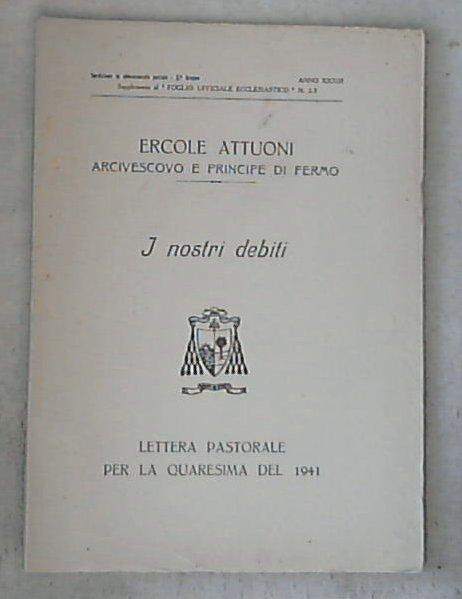 Spedizione in abbonamento postale - 3.° Gruppo
ANNO XXXIII
Supplemento al " FOGLIO UFFICIALE ECCLESIASTICO " N. 2-3
ERCOLE ATTUONI
ARCIVESCOVO E PRINCIPE DI FERMO
I nostri debiti
LETTERA PASTORALE
PER LA QUARESIMA DEL 1941